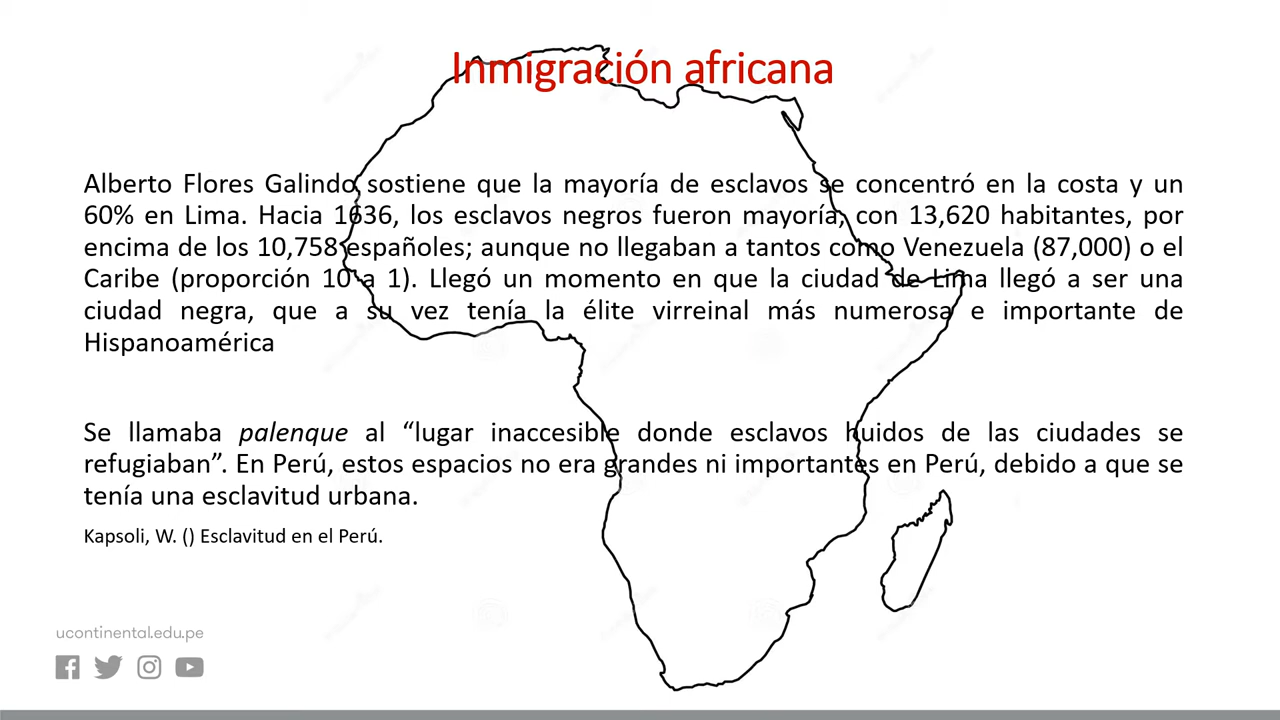 Inmigración africana
Alberto Flores Galindo sostiene que la mayoría de esclavos se concentró en la costa y un
60% en Lima. Hacia 1636, los esclavos negros fueron mayoría, con 13,620 habitantes, por
encima de los 10,758 españoles; aunque no llegaban a tantos como Venezuela (87,000) o el
Caribe (proporción 10 a 1). Llegó un momento en que la ciudad de Lima llegó a ser una
ciudad negra, que a su vez tenía la élite virreinal más numerosa e importante de
Hispanoamérica
Se llamaba palenque al “lugar inaccesible donde esclavos huidos de las ciudades se
refugiaban”. En Perú, estos espacios no era grandes ni importantes en Perú, debido a que se
tenía una esclavitud urbana.
Kapsoli, W. () Esclavitud en el Perú.
ucontinental.edu.pe